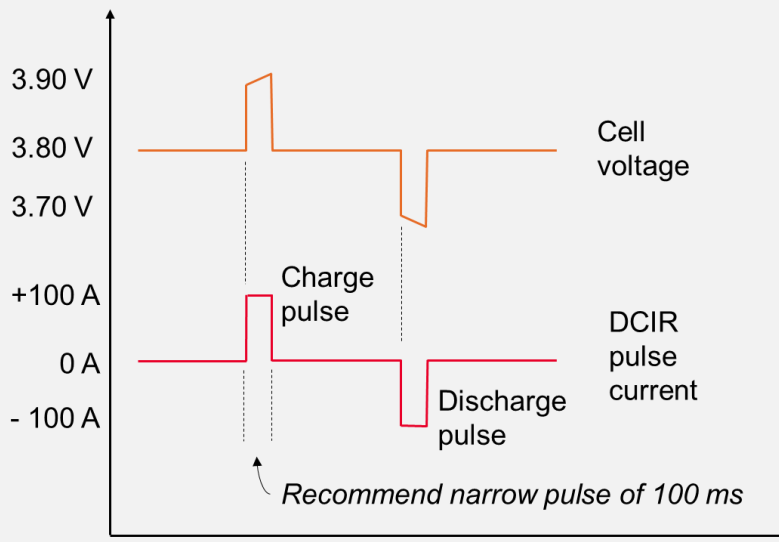 3.90 V
3.80 V
3.70 V
Cell
voltage
+100 A
0 A
- 100 A
Charge
pulse
DCIR
pulse
current
Discharge
pulse
Recommend narrow pulse of 100 ms